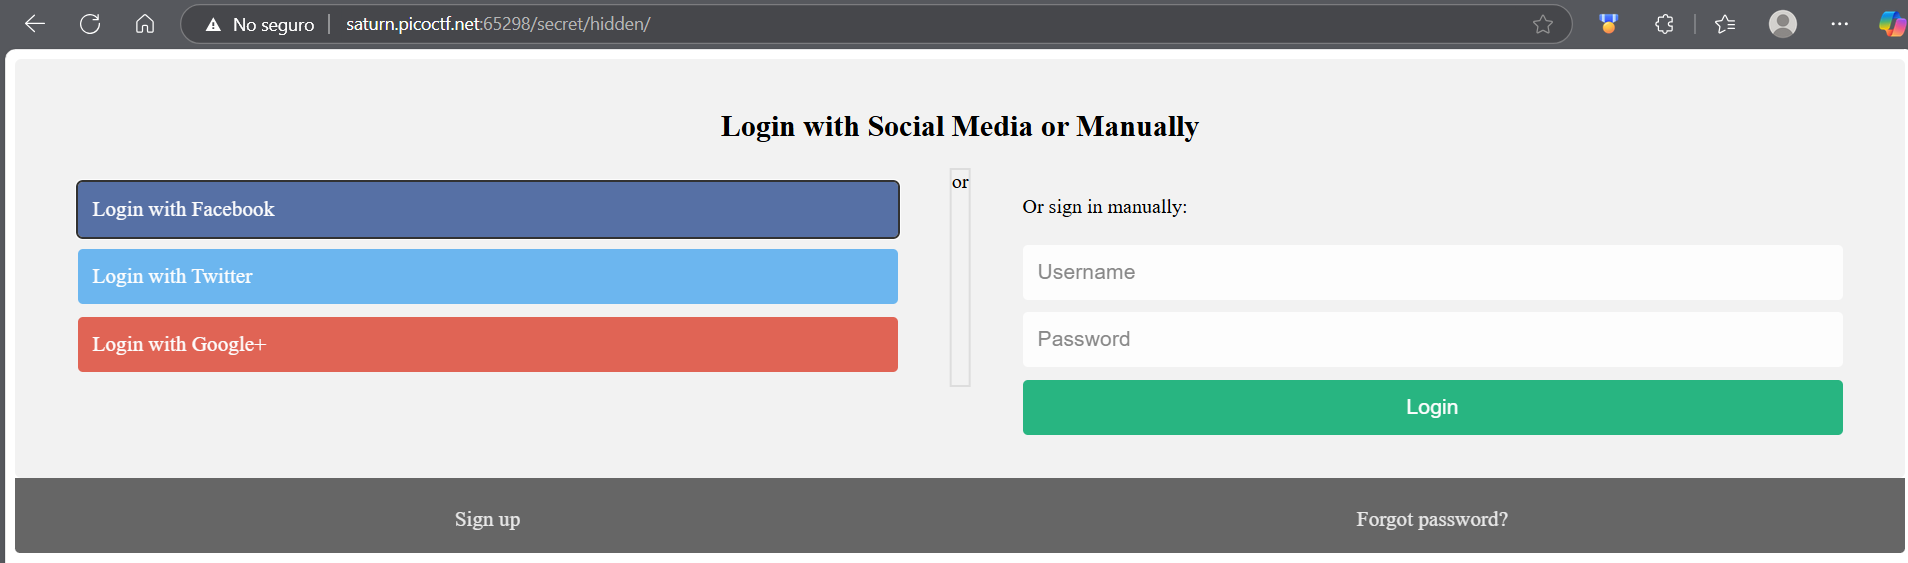 No seguro saturn.picoctf.net:65298/secret/hidden/
Login with Social Media or Manually
Login with Facebook
Login with Twitter
Login with Google+
or
Or sign in manually:
Username
Password
Login
Sign up
Forgot password?